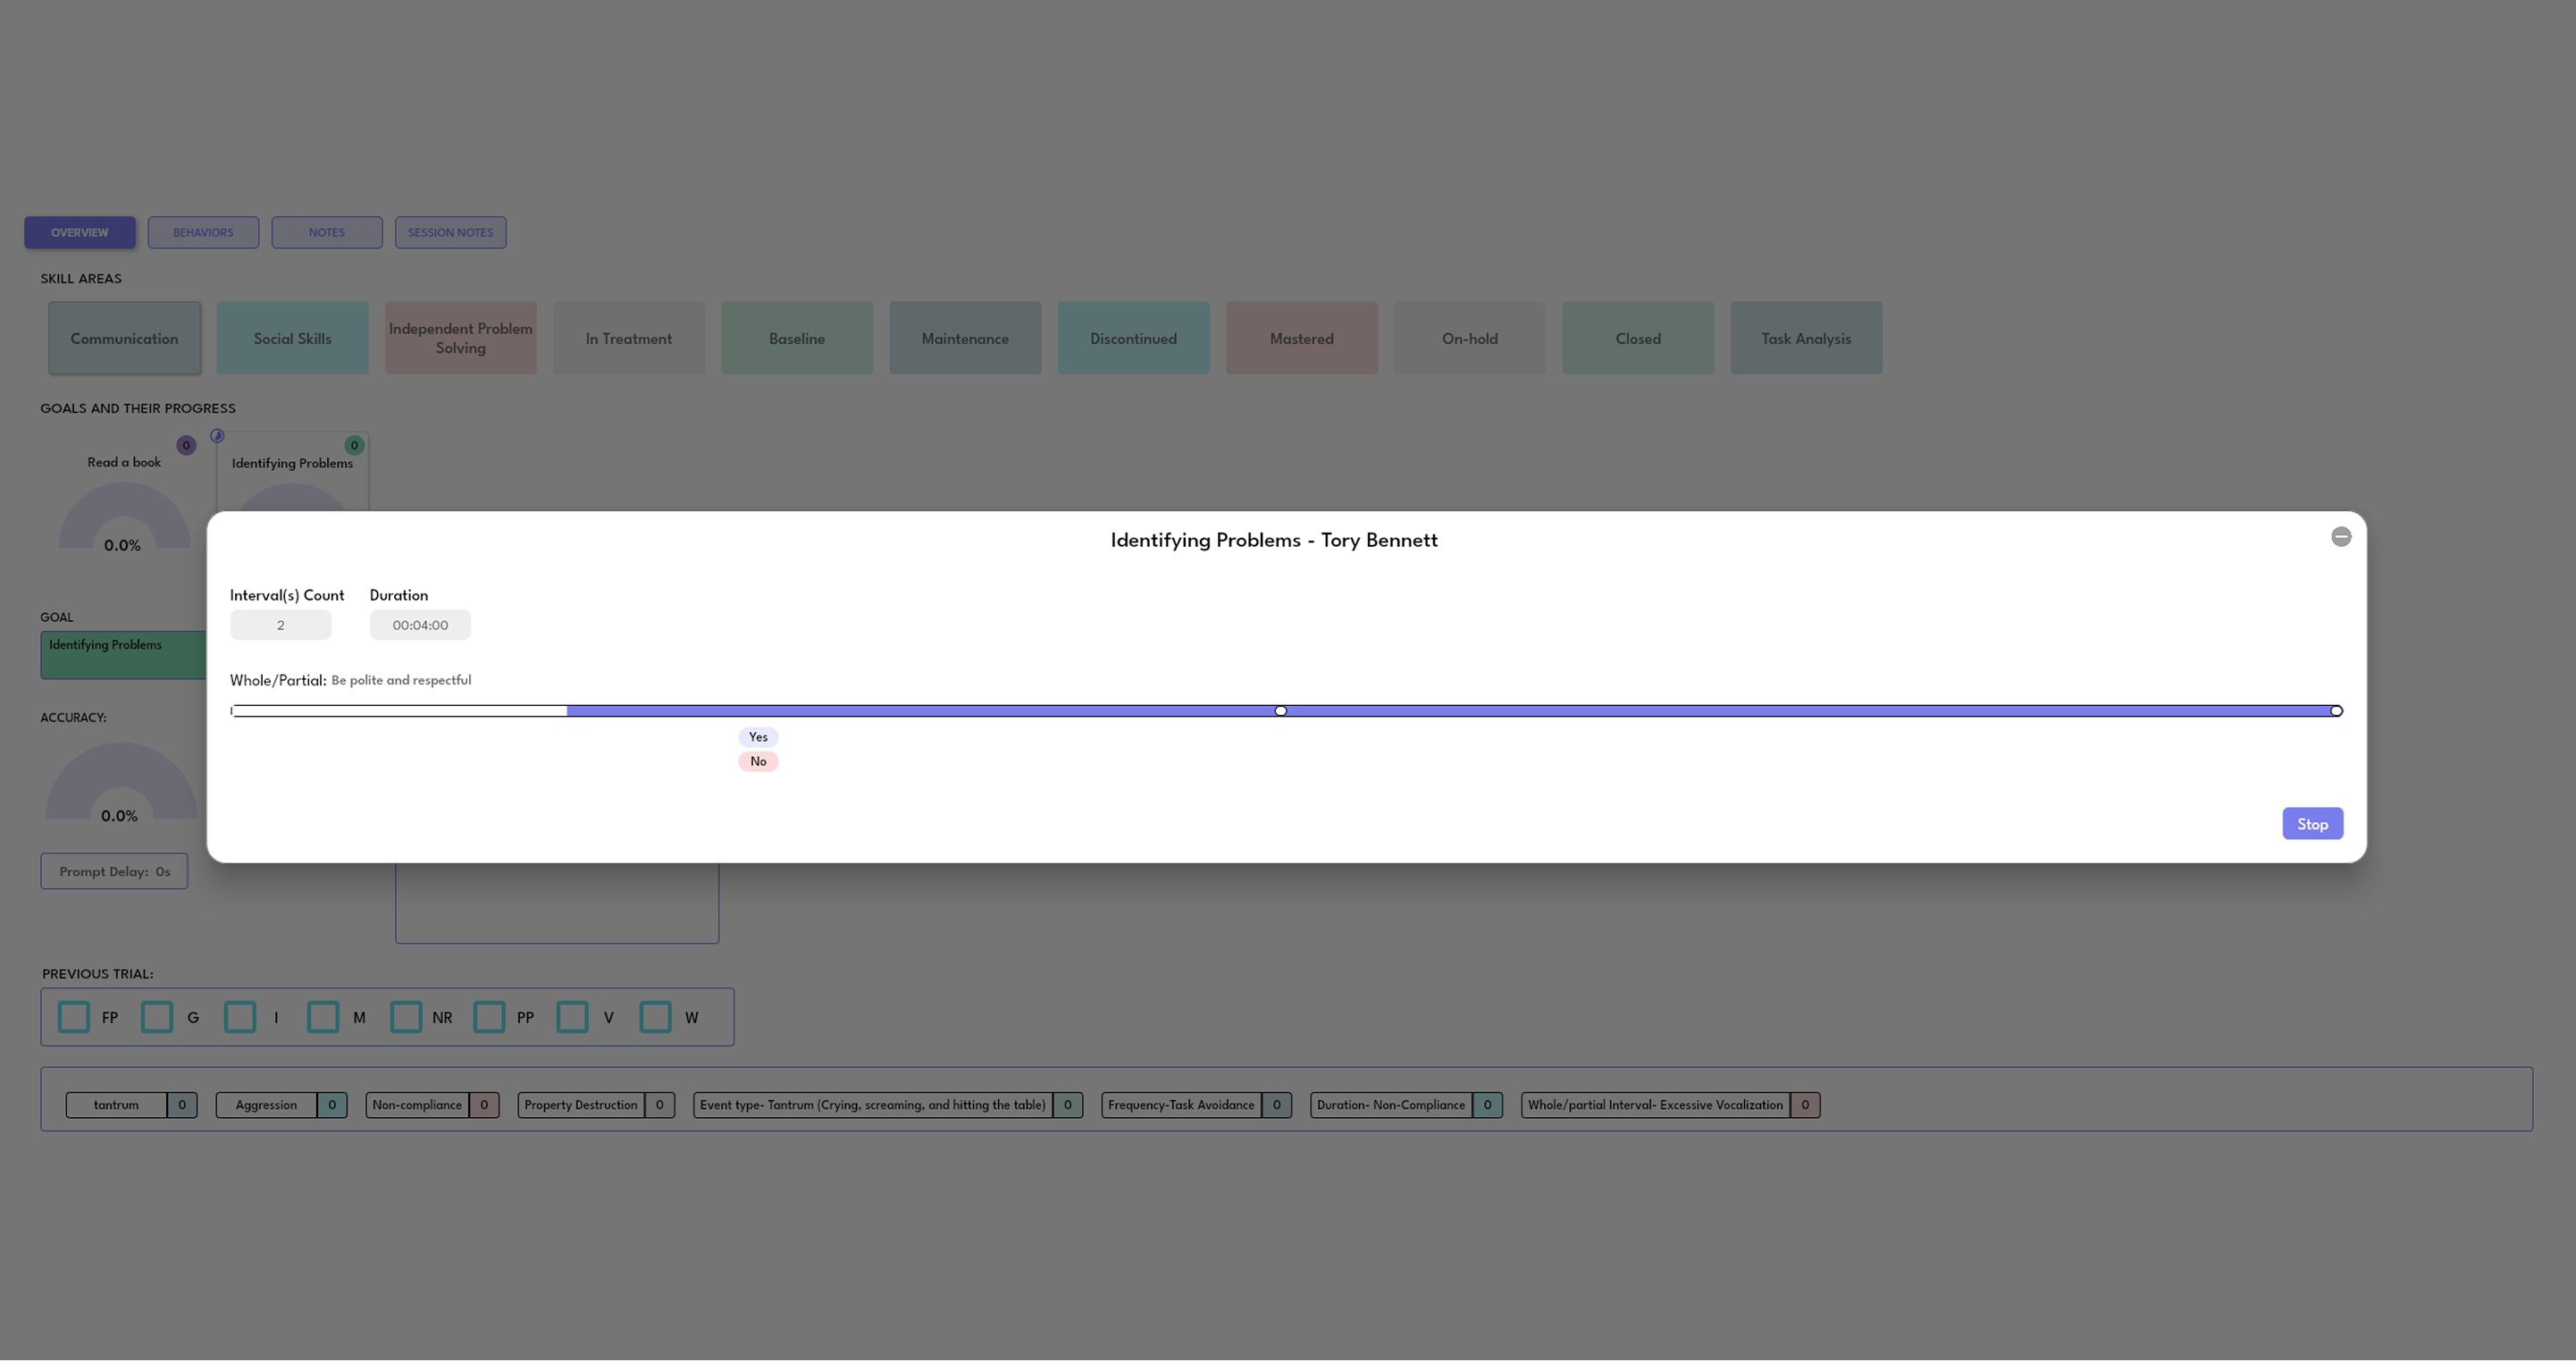 OVERVIEW BEHAVIORS NOTES SESSION NOTES
SKILL AREAS
Communication Social Skills Independent Problem Solving In Treatment Baseline Maintenance Discontinued Mastered On-hold Closed Task Analysis
GOALS AND THEIR PROGRESS
0 0
Read a book Identifying Problems
0.0%
Identifying Problems - Tory Bennett
Interval(s) Count Duration
2 00:04:00
GOAL
Identifying Problems
Whole/Partial: Be polite and respectful
ACCURACY:
Yes
No
0.0%
Stop
Prompt Delay: 0s
PREVIOUS TRIAL:
FP G I M NR PP V W
tantrum 0 Aggression 0 Non-compliance 0 Property Destruction 0 Event type- Tantrum (Crying, screaming, and hitting the table) 0 Frequency-Task Avoidance 0 Duration- Non-Compliance 0 Whole/partial Interval- Excessive Vocalization 0